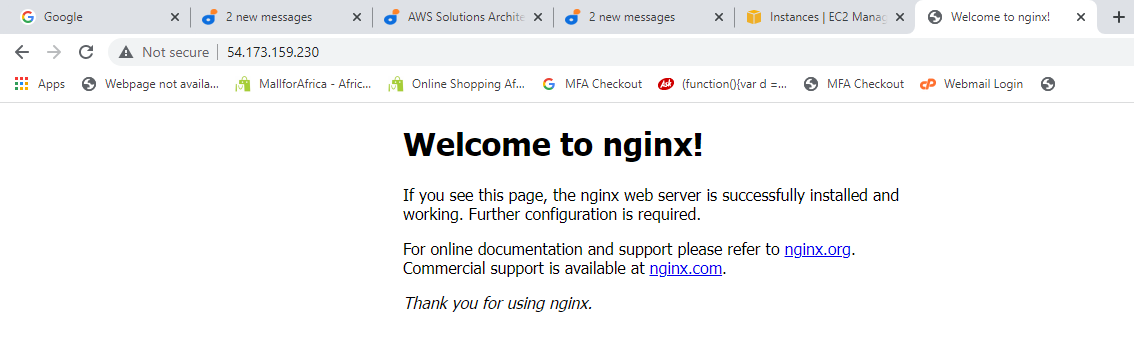 Google
2 new messages
AWS Solutions Archite
2 new messages
Instances | EC2 Manag
Welcome to nginx!
Not secure
54.173.159.230
Apps
Webpage not availa...
MallforAfrica - Afric...
Online Shopping Af...
MFA Checkout
(function(){var d =...
MFA Checkout
Webmail Login
Welcome to nginx!
If you see this page, the nginx web server is successfully installed and
working. Further configuration is required.
For online documentation and support please refer to nginx.org.
Commercial support is available at nginx.com.
Thank you for using nginx.